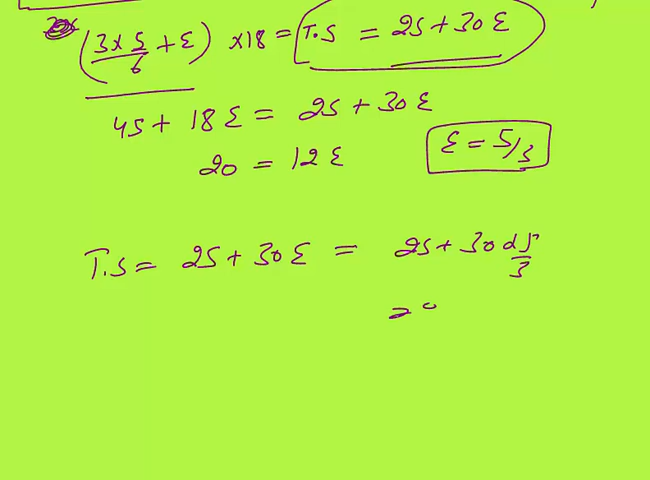 (3×5/6 + ε) ×18 = T.S = 25 + 30 ε
45 + 18 ε = 25 + 30 ε
20 = 12 ε
ε = 5/3
T.S = 25 + 30 ε = 25 + 30 × 5/3